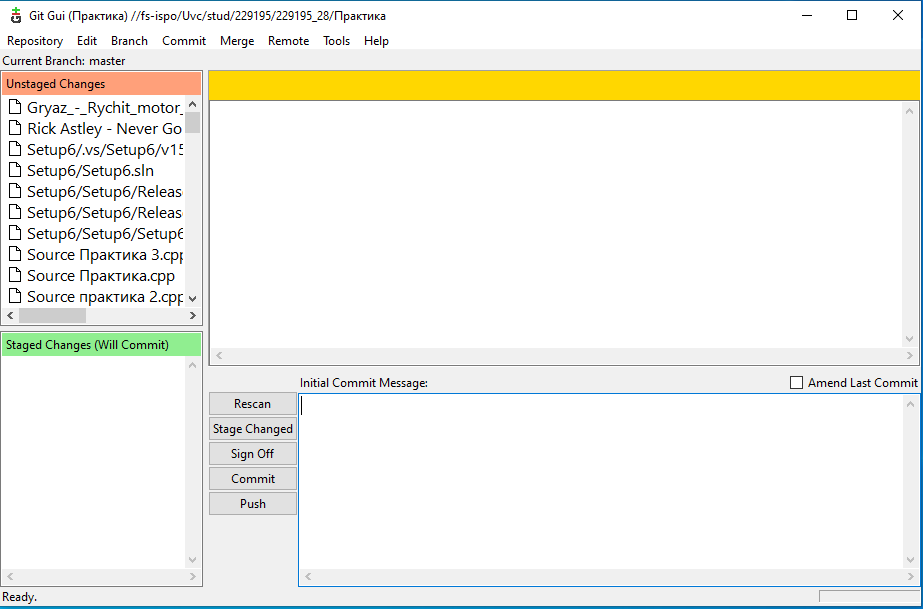 Git Gui (Практика) //fs-ispo/Uvc/stud/229195/229195_28/Практика
Repository Edit Branch Commit Merge Remote Tools Help
Current Branch: master
Unstaged Changes
Gryaz_-_Rychit_motor_
Rick Astley - Never Go
Setup6/.vs/Setup6/v15
Setup6/Setup6.sln
Setup6/Setup6/Releas
Setup6/Setup6/Releas
Setup6/Setup6/Setup6
Source Практика 3.cpp
Source Практика.cpp
Source практика 2.cpp
Staged Changes (Will Commit)
Initial Commit Message:
Amend Last Commit
Rescan
Stage Changed
Sign Off
Commit
Push
Ready.